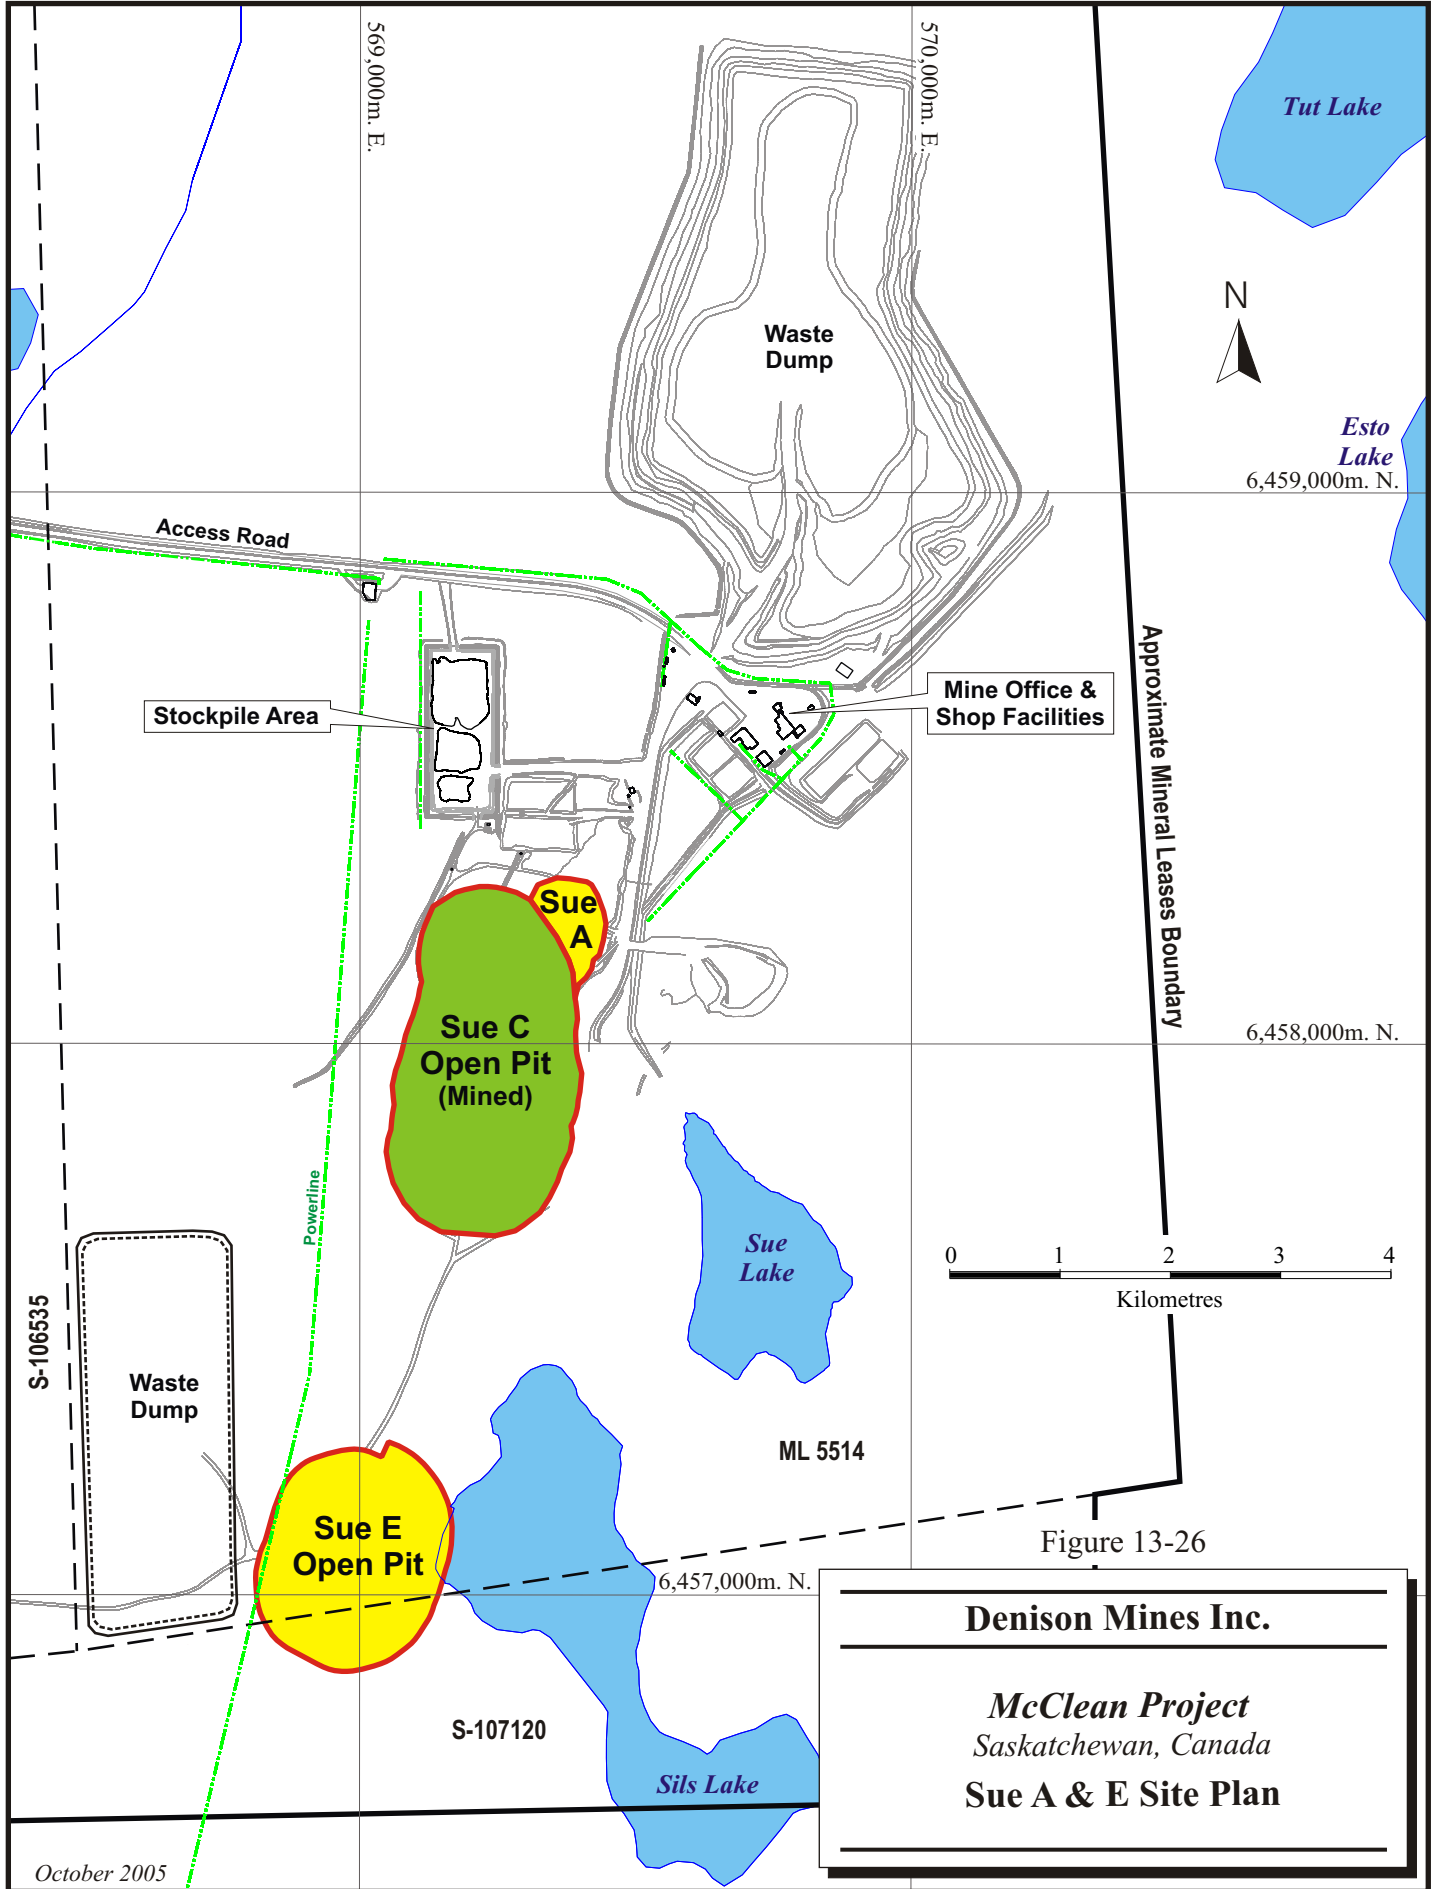 569,000m. E.
570,000m. E.
Tut Lake
N
Waste
Dump
Esto
Lake
6,459,000m. N.
Access Road
Stockpile Area
Mine Office &
Shop Facilities
Approximate Mineral Leases Boundary
Sue
A
Sue C
Open Pit
(Mined)
6,458,000m. N.
Powerline
Sue
Lake
0 1 2 3 4
Kilometres
S-106535
Waste
Dump
ML 5514
Sue E
Open Pit
Figure 13-26
6,457,000m. N.
Denison Mines Inc.
McClean Project
Saskatchewan, Canada
Sue A & E Site Plan
S-107120
Sils Lake
October 2005